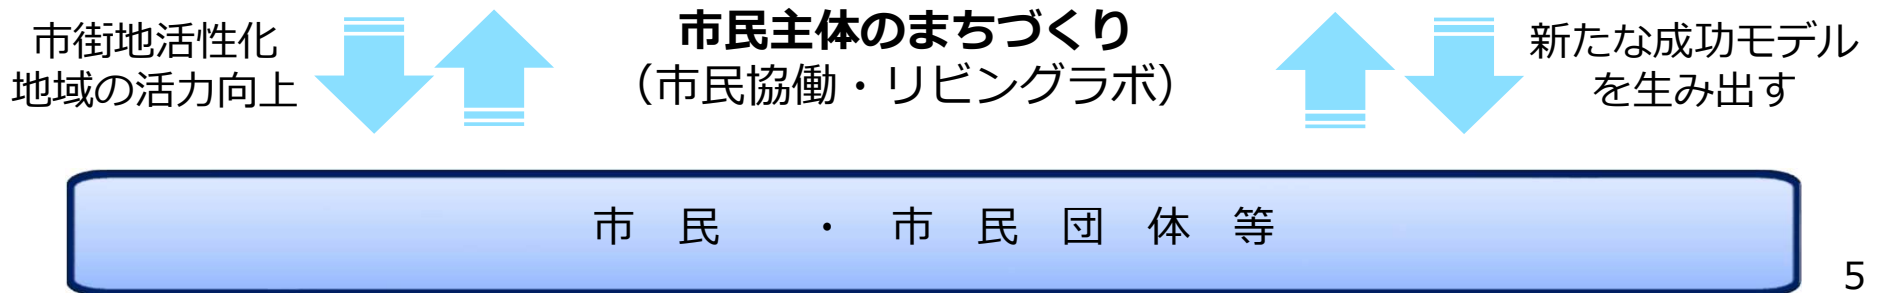 市街地活性化
地域の活力向上
市民主体のまちづくり
（市民協働・リビングラボ）
新たな成功モデル
を生み出す
市民　・市民団体等
5